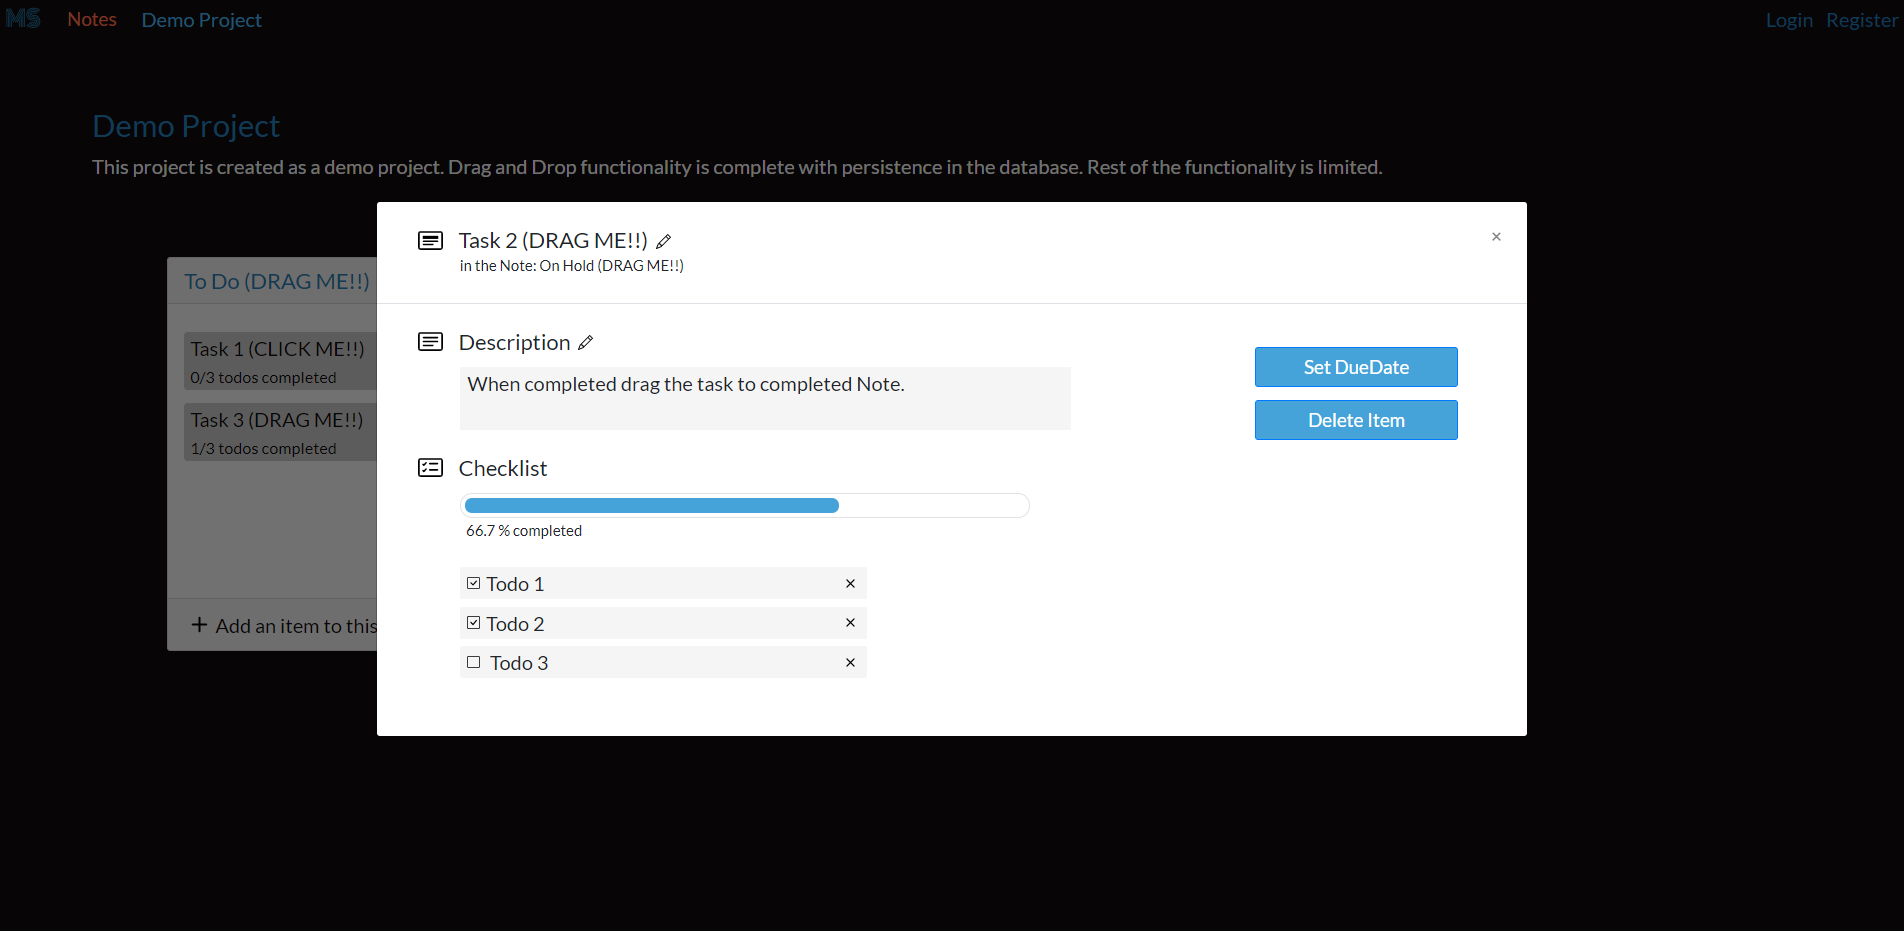 MS Notes Demo Project Login Register
Demo Project
This project is created as a demo project. Drag and Drop functionality is complete with persistence in the database. Rest of the functionality is limited.
To Do (DRAG ME!!)
Task 1 (CLICK ME!!)
0/3 todos completed
Task 3 (DRAG ME!!)
1/3 todos completed
+ Add an item to this
Task 2 (DRAG ME!!)
in the Note: On Hold (DRAG ME!!)
Description
When completed drag the task to completed Note.
Checklist
66.7 % completed
Todo 1
Todo 2
Todo 3
Set DueDate
Delete Item